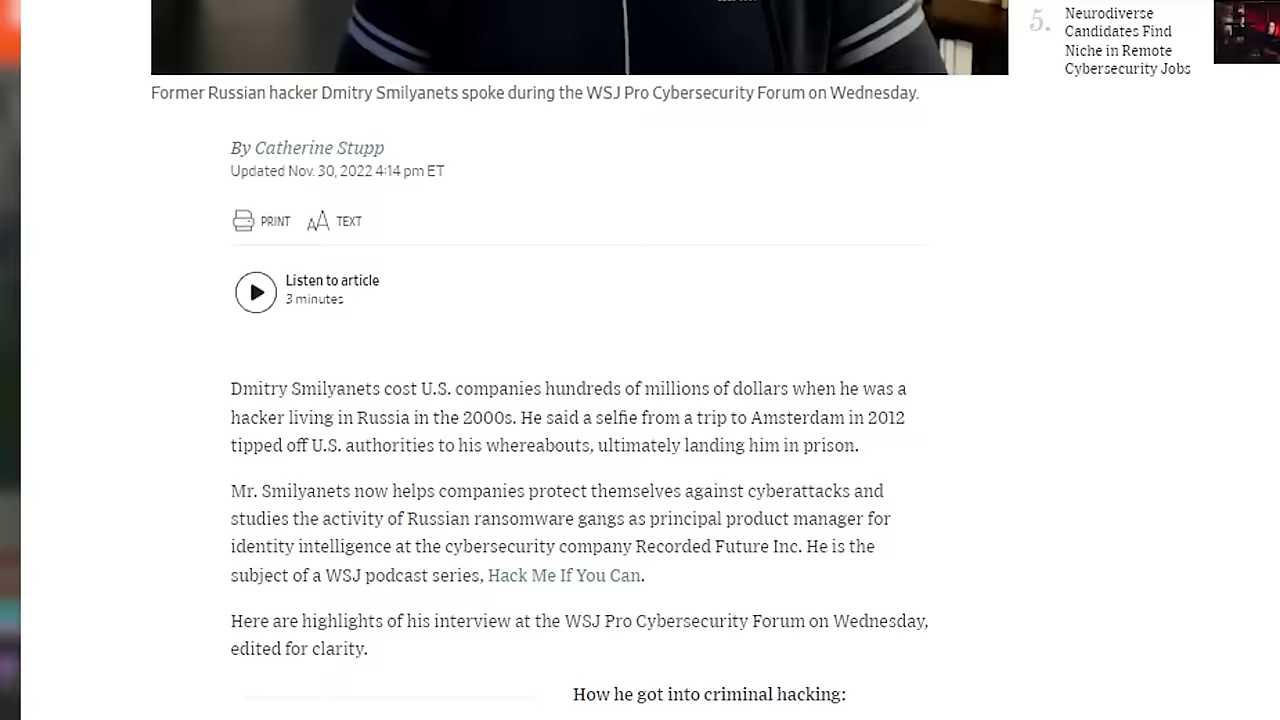 5.
Neurodiverse
Candidates Find
Niche in Remote
Cybersecurity Jobs
Former Russian hacker Dmitry Smilyanets spoke during the WSJ Pro Cybersecurity Forum on Wednesday.
By Catherine Stupp
Updated Nov. 30, 2022 4:14 pm ET
PRINT
AA TEXT
Listen to article
3 minutes
Dmitry Smilyanets cost U.S. companies hundreds of millions of dollars when he was a
hacker living in Russia in the 2000s. He said a selfie from a trip to Amsterdam in 2012
tipped off U.S. authorities to his whereabouts, ultimately landing him in prison.
Mr. Smilyanets now helps companies protect themselves against cyberattacks and
studies the activity of Russian ransomware gangs as principal product manager for
identity intelligence at the cybersecurity company Recorded Future Inc. He is the
subject of a WSJ podcast series, Hack Me If You Can.
Here are highlights of his interview at the WSJ Pro Cybersecurity Forum on Wednesday,
edited for clarity.
How he got into criminal hacking: